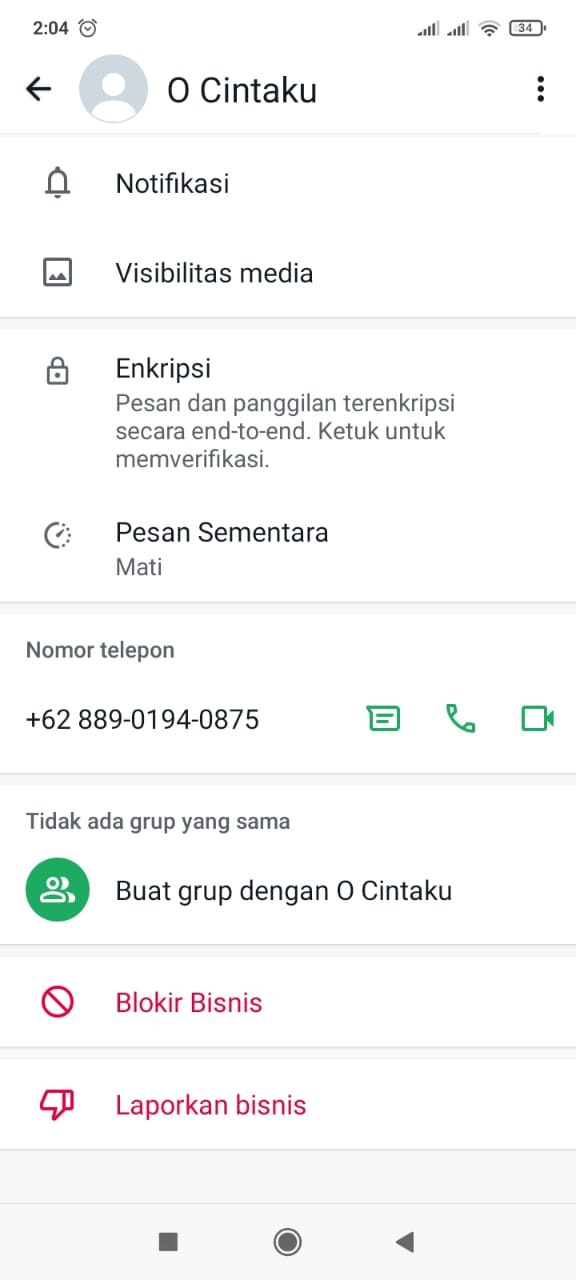 2:04
34
O Cintaku
Notifikasi
Visibilitas media
Enkripsi
Pesan dan panggilan terenkripsi
secara end-to-end. Ketuk untuk
memverifikasi.
Pesan Sementara
Mati
Nomor telepon
+62 889-0194-0875
Tidak ada grup yang sama
Buat grup dengan O Cintaku
Blokir Bisnis
Laporkan bisnis